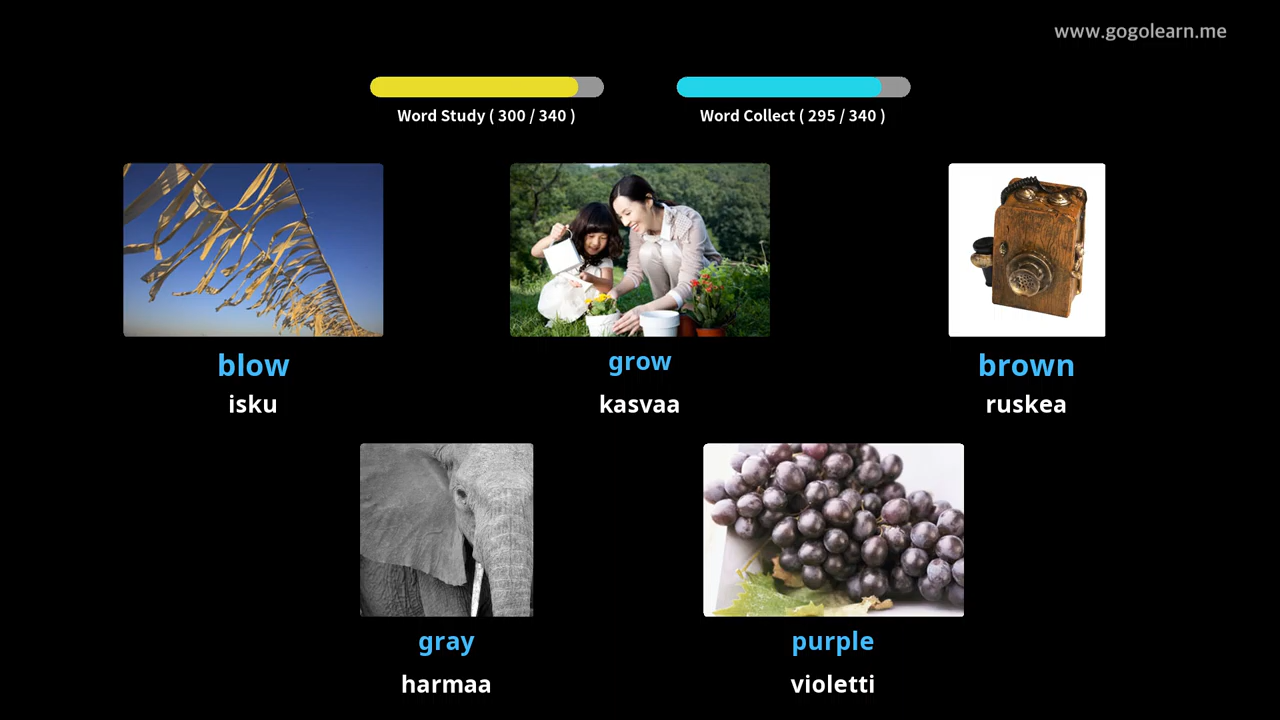 www.gogolearn.me
Word Study ( 300 / 340 )
Word Collect ( 295 / 340 )
blow
isku
grow
kasvaa
brown
ruskea
gray
harmaa
purple
violetti